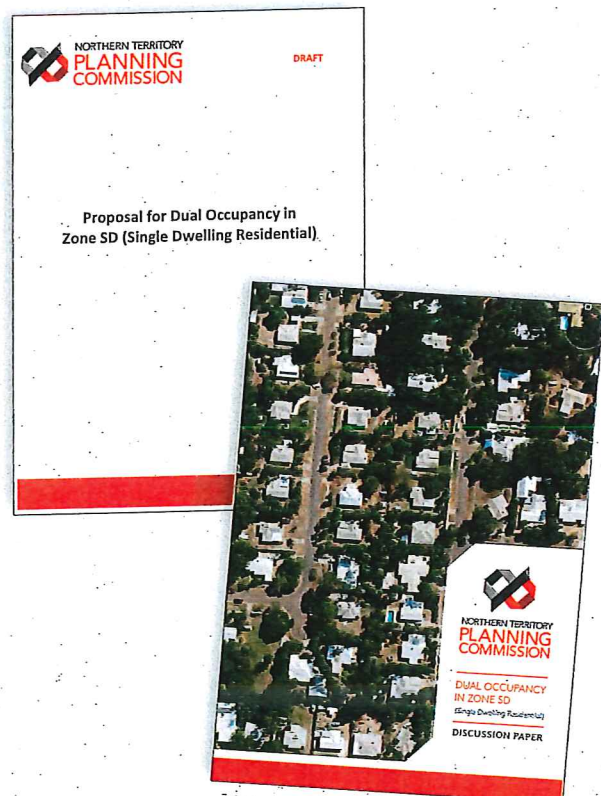 NORTHERN TERRITORY
PLANNING
COMMISSION
DRAFT
Proposal for Dual Occupancy in
Zone SD (Single Dwelling Residential)
NORTHERN TERRITORY
PLANNING
COMMISSION
DUAL OCCUPANCY
IN ZONE SD
(Single Dwelling Residential)
DISCUSSION PAPER